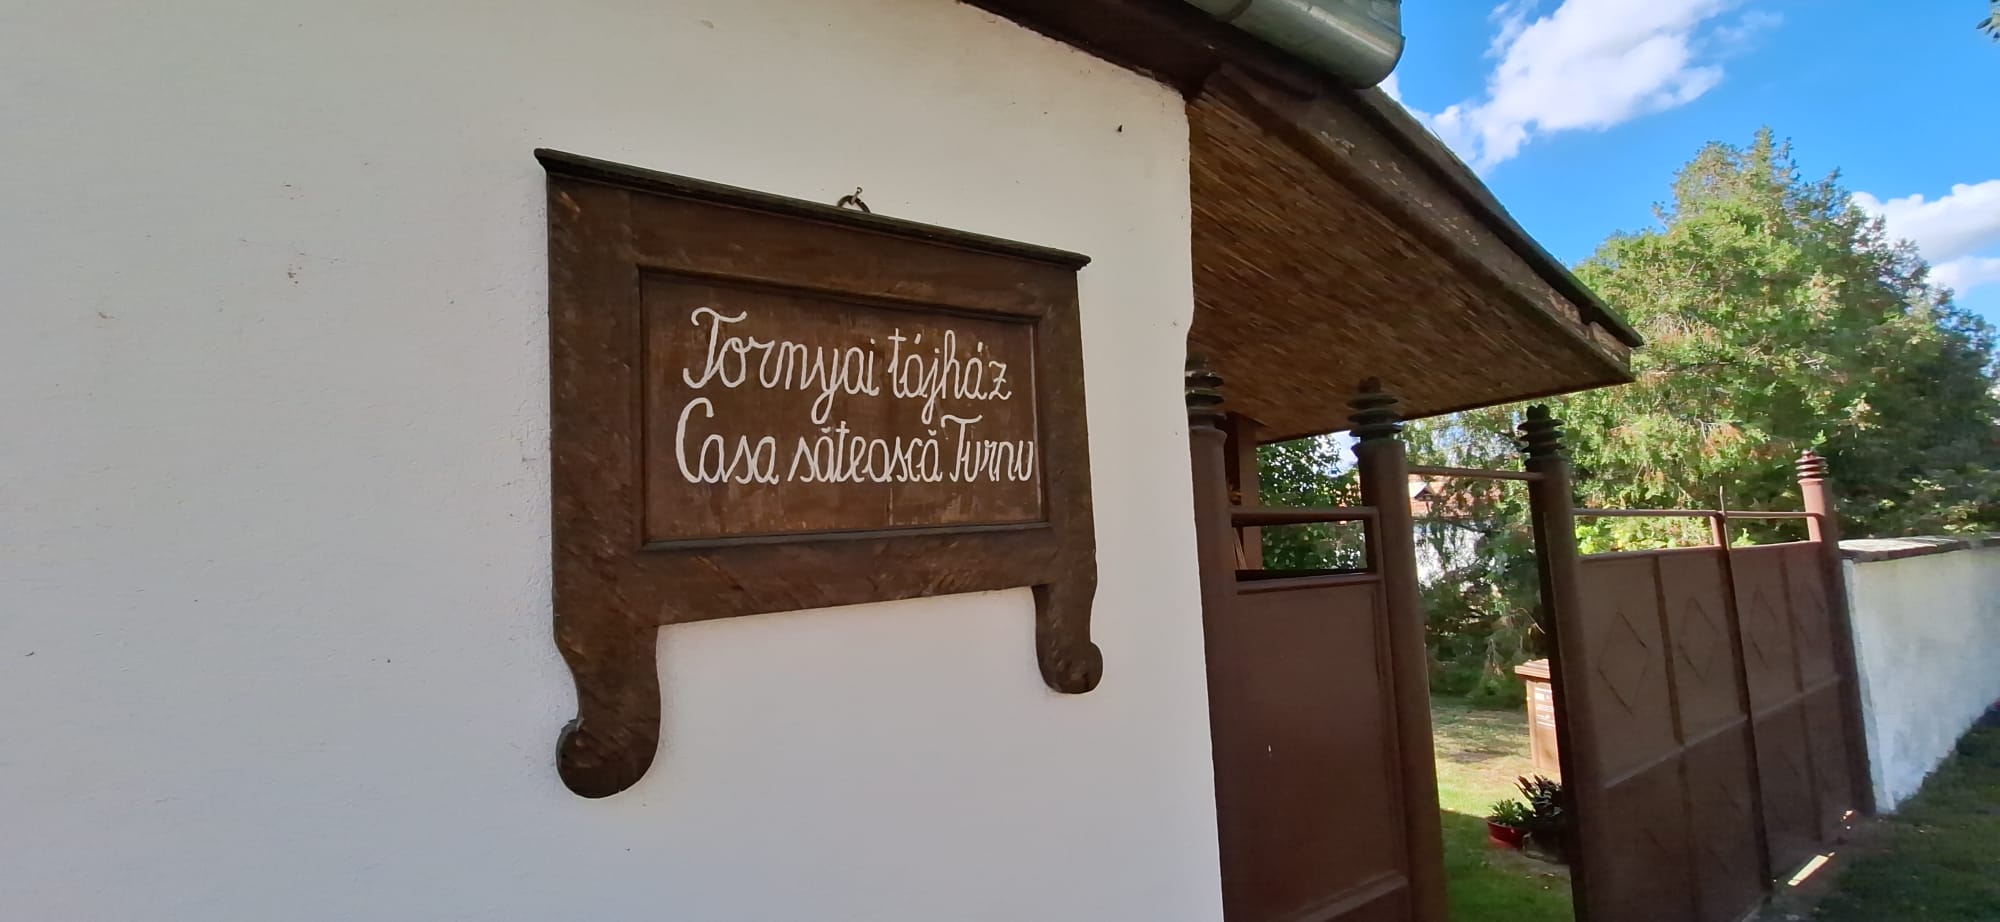 Tornyai tájház
Casa sătească Turnu